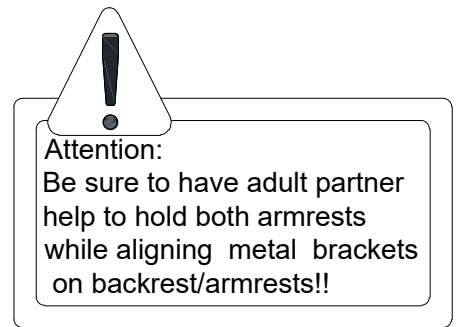 Attention:
Be sure to have adult partner
help to hold both armrests
while aligning metal brackets
on backrest/armrests!!